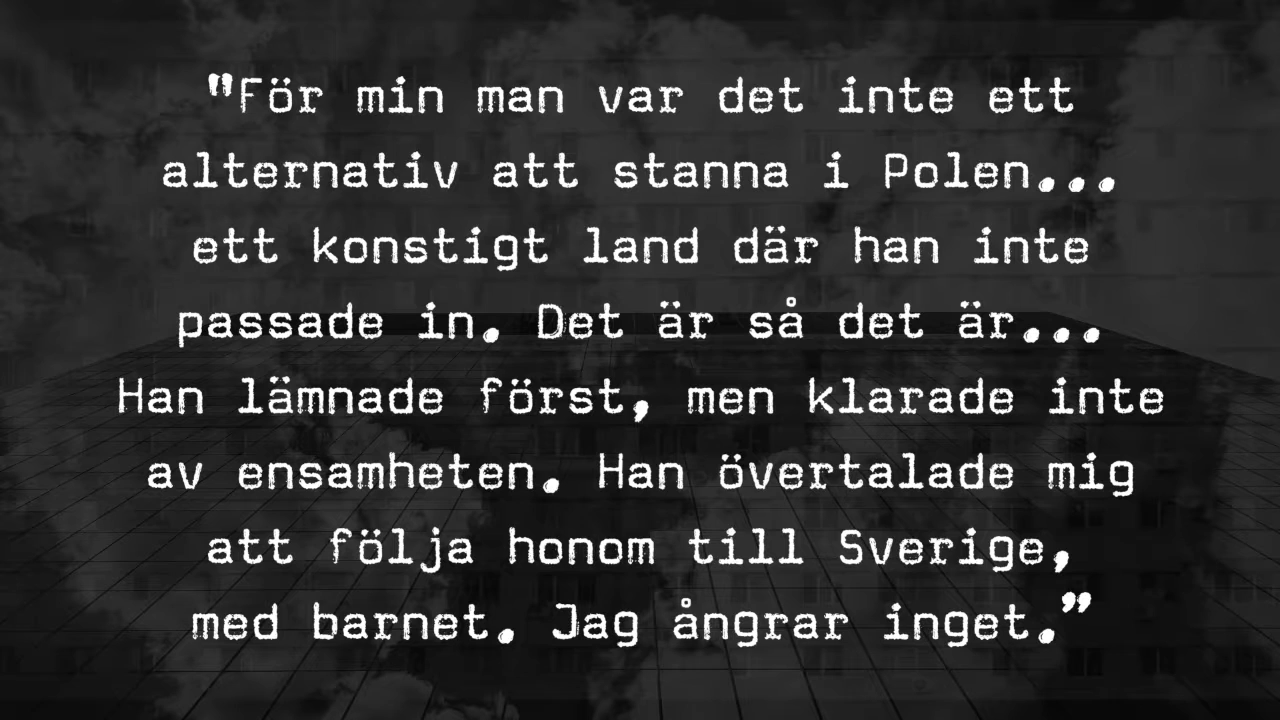 "För min man var det inte ett
alternativ att stanna i Polen...
ett konstigt land där han inte
passade in. Det är så det är...
Han lämnade först, men klarade inte
av ensamheten. Han övertalade mig
att följa honom till Sverige,
med barnet. Jag ångrar inget.”